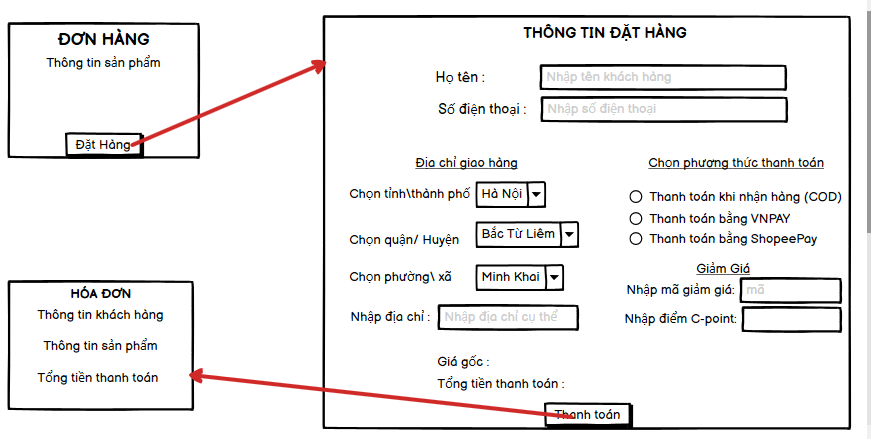 ĐƠN HÀNG
Thông tin sản phẩm
Đặt Hàng
THÔNG TIN ĐẶT HÀNG
Họ tên :
Nhập tên khách hàng
Số điện thoại :
Nhập số điện thoại
Địa chỉ giao hàng
Chọn tỉnh\thành phố
Hà Nội
Chọn quận/ Huyện
Bắc Từ Liêm
Chọn phường\ xã
Minh Khai
Nhập địa chỉ :
Nhập địa chỉ cụ thể
Chọn phương thức thanh toán
Thanh toán khi nhận hàng (COD)
Thanh toán bằng VNPAY
Thanh toán bằng ShopeePay
Giảm Giá
Nhập mã giảm giá:
mã
Nhập điểm C-point:
Giá gốc :
Tổng tiền thanh toán :
Thanh toán
HÓA ĐƠN
Thông tin khách hàng
Thông tin sản phẩm
Tổng tiền thanh toán